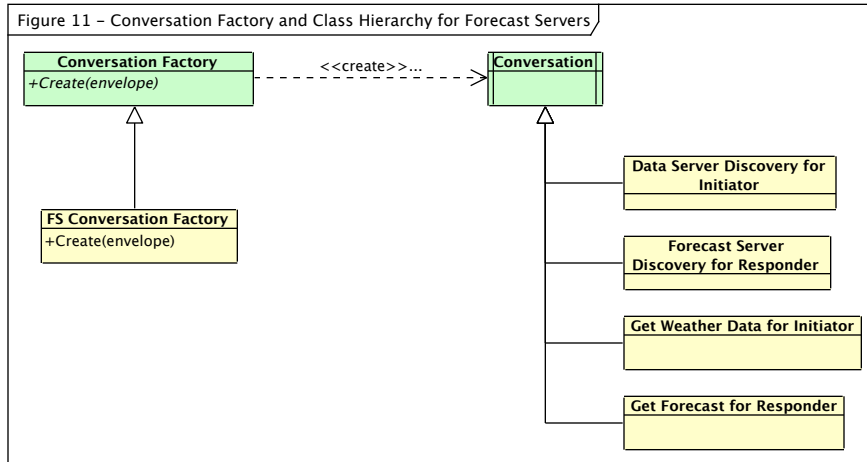 Figure 11 – Conversation Factory and Class Hierarchy for Forecast Servers
Conversation Factory
+Create(envelope)
<<create>>...
Conversation
FS Conversation Factory
+Create(envelope)
Data Server Discovery for
Initiator
Forecast Server
Discovery for Responder
Get Weather Data for Initiator
Get Forecast for Responder